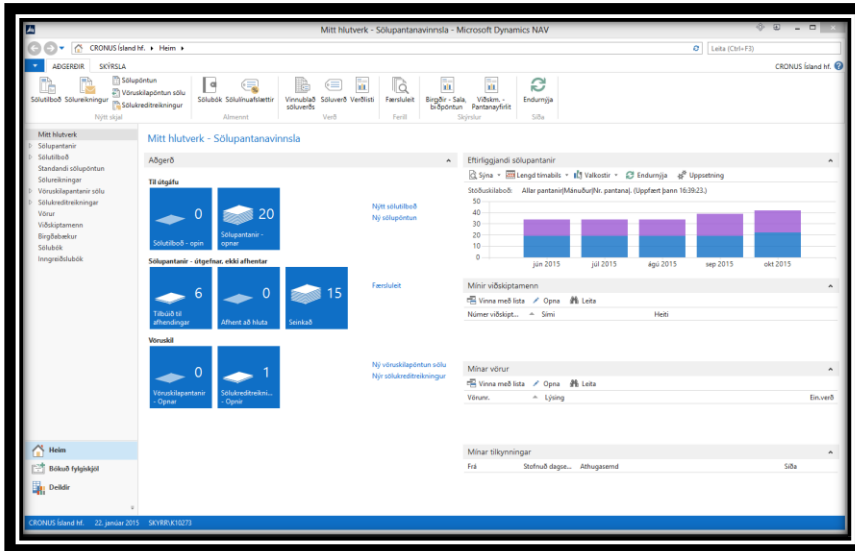 Mitt hlutverk - Sölupantanavinnsla - Microsoft Dynamics NAV
CRONUS Ísland hf. Heim
Leita (Ctrl+F3)
AÐGERÐIR SKÝRSLA
CRONUS Ísland hf.
Sölutilboð Sölureikningur
Sölupöntun
Vöruskilapöntun sölu
Sölukreditreikningur
Sölubók Sölulínuafslættir
Vinnublað söluverðs
Söluverð Verðlisti
Færsluleit
Birgðir - Sala, biðpöntun
Viðskm. - Pantanayfirlit
Endurnýja
Nýtt skjal
Almennt
Verð
Ferill
Skýrslur
Síða
Mitt hlutverk
Sölupantanir
Sölutilboð
Standandi sölupöntun
Sölureikningar
Vöruskilapantanir sölu
Sölukreditreikningar
Vörur
Viðskiptamenn
Birgðabækur
Sölubók
Inngreiðslubók
Heim
Bókuð fylgiskjöl
Deildir
Mitt hlutverk - Sölupantanavinnsla
Aðgerð
Til útgáfu
0
Sölutilboð - opin
20
Sölupantanir - opnar
Nýtt sölutilboð
Ný sölupöntun
Sölupantanir - útgefnar, ekki afhentar
6
Tilbúið til afhendingar
0
Afhent að hluta
15
Seinkað
Færsluleit
Vöruskil
0
Vöruskilapantanir - Opnar
1
Sölukreditreikni... - Opnir
Ný vöruskilapöntun sölu
Nýr sölukreditreikningur
Eftirliggjandi sölupantanir
Sýna Lengd tímabils Valkostir Endurnýja Uppsetning
Stöðuskilaboð: Allar pantanir|Mánuður|Nr. pantana|. (Uppfært þann 16:39:23.)
50
40
30
20
10
0
jún 2015 júl 2015 ágú 2015 sep 2015 okt 2015
Mínir viðskiptamenn
Vinna með lista Opna Leita
Númer viðskipt... Sími Heiti
Mínar vörur
Vinna með lista Opna Leita
Vörunr. Lýsing Ein.verð
Mínar tilkynningar
Frá Stofnuð dagse... Athugasemd Síða
CRONUS Ísland hf. 22. janúar 2015 SKYRR\K10273